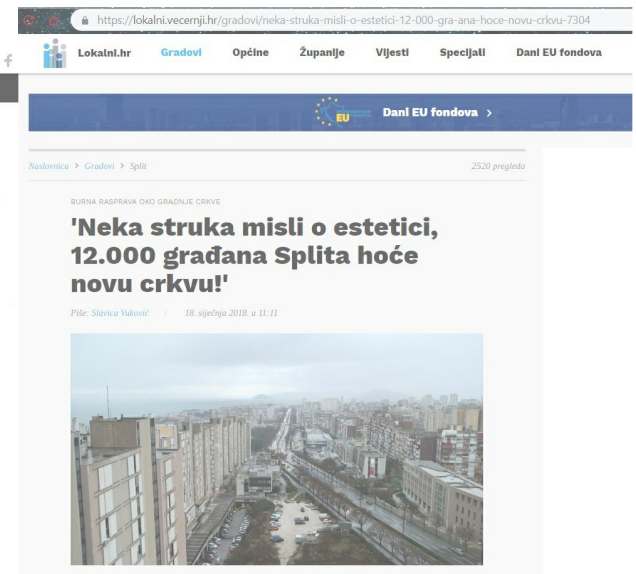 https://lokalni.vecernji.hr/gradovi/neka-struka-misli-o-estetici-12-000-gra-ana-hoce-novu-crkvu-7304
f
Lokalni.hr Gradovi Općine Županije Vijesti Specijali Dani EU fondova
EU Dani EU fondova >
Naslovnica > Gradovi > Split 2520 pregleda
BURNA RASPRAVA OKO GRADNJE CRKVE
'Neka struka misli o estetici,
12.000 građana Splita hoće
novu crkvu!'
Piše: Slavica Vuković 18. siječnja 2018. u 11:11